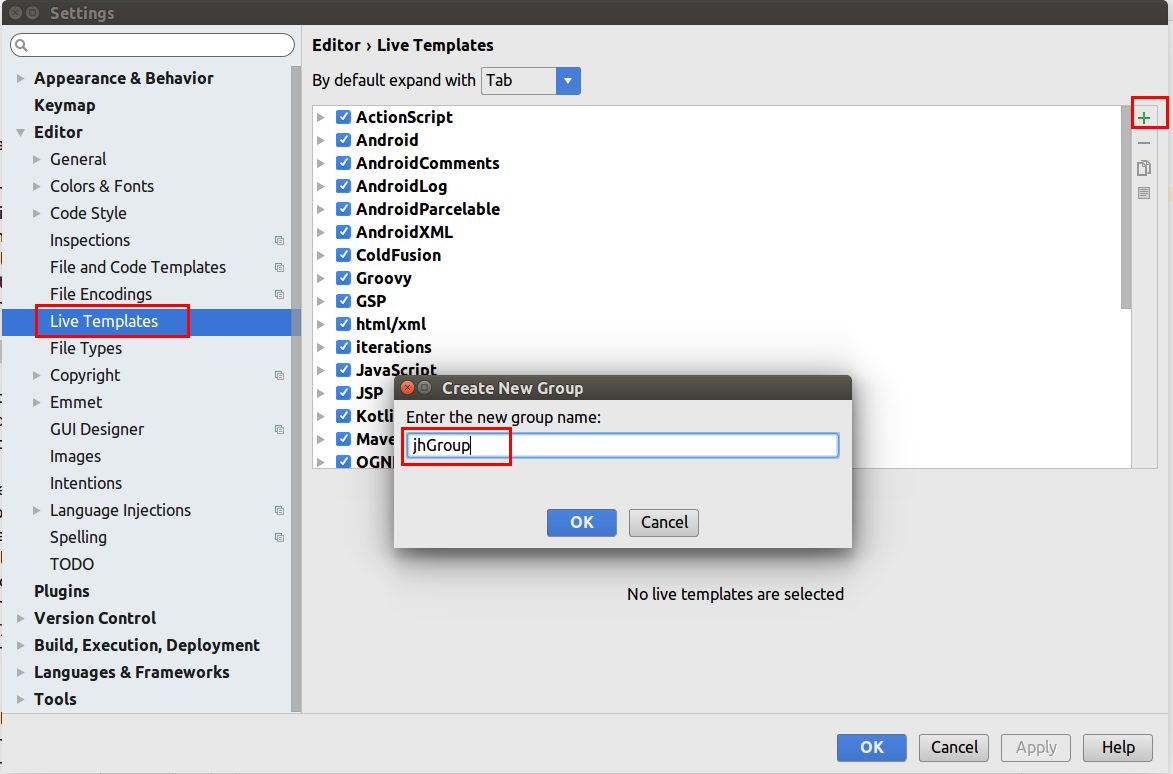 Settings
Appearance & Behavior
Keymap
Editor
General
Colors & Fonts
Code Style
Inspections
File and Code Templates
File Encodings
Live Templates
File Types
Copyright
Emmet
GUI Designer
Images
Intentions
Language Injections
Spelling
TODO
Plugins
Version Control
Build, Execution, Deployment
Languages & Frameworks
Tools
Editor › Live Templates
By default expand with Tab
ActionScript
Android
AndroidComments
AndroidLog
AndroidParcelable
AndroidXML
ColdFusion
Groovy
GSP
html/xml
iterations
JavaScript
JSP
Kotli
Mave
OGN
Create New Group
Enter the new group name:
jhGroup
OK Cancel
No live templates are selected
OK Cancel Apply Help